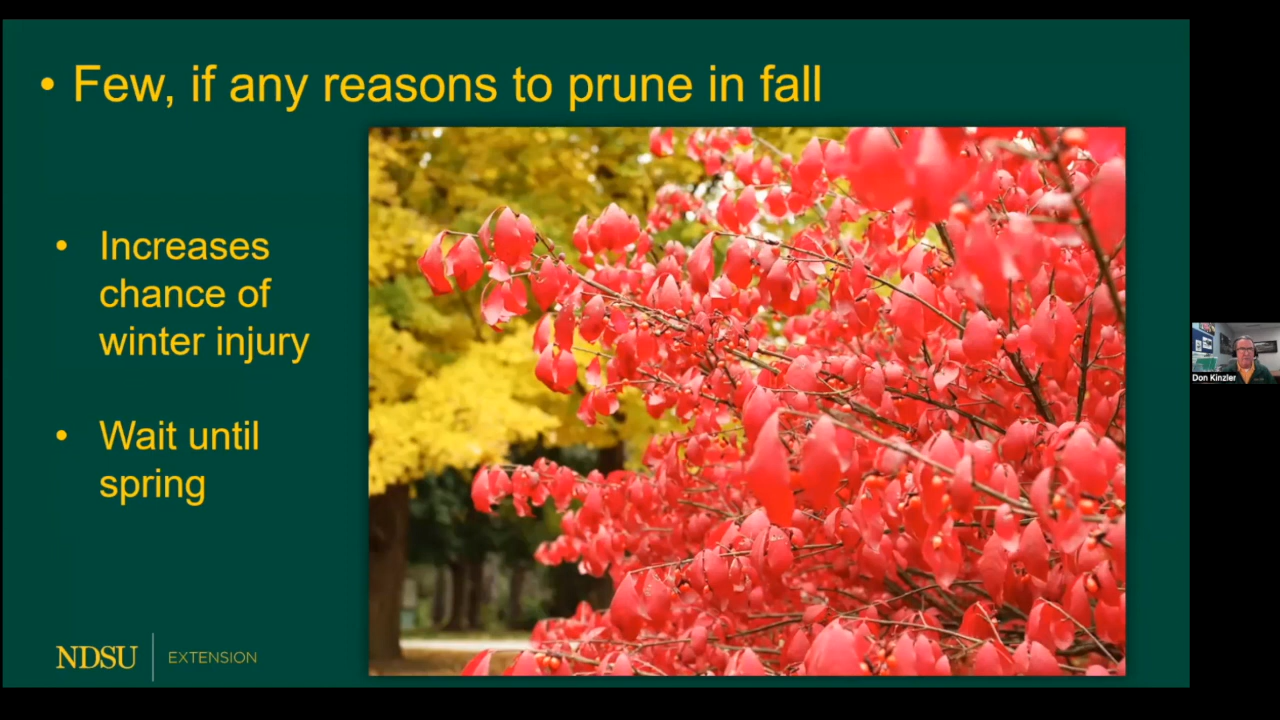 • Few, if any reasons to prune in fall
• Increases
chance of
winter injury
• Wait until
spring
NDSU | EXTENSION
Don Kinzler